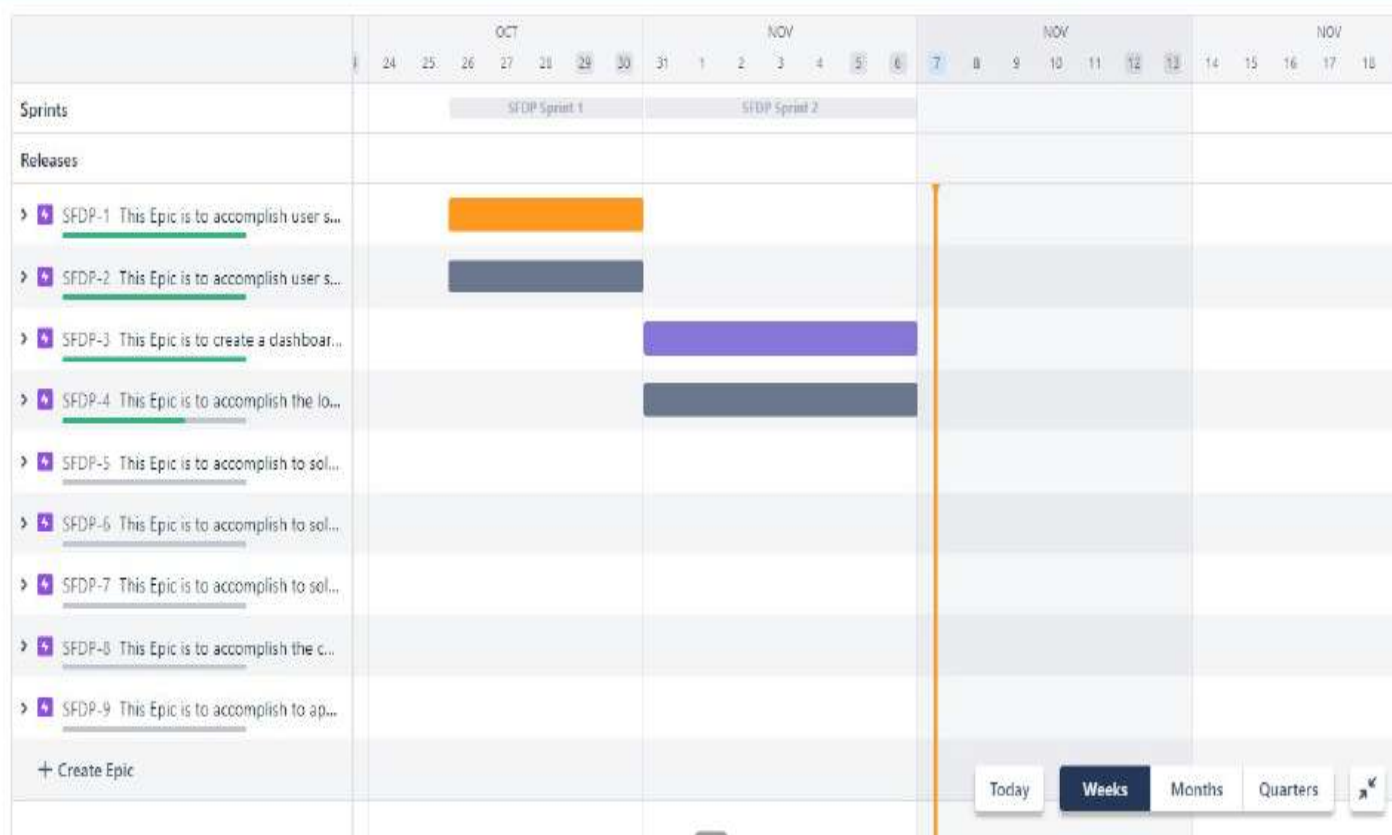 OCT NOV NOV NOV
24 25 26 27 28 29 30 31 1 2 3 4 5 6 7 8 9 10 11 12 13 14 15 16 17 18
Sprints SFDP Sprint 1 SFDP Sprint 2
Releases
SFDP-1 This Epic is to accomplish user s...
SFDP-2 This Epic is to accomplish user s...
SFDP-3 This Epic is to create a dashboar...
SFDP-4 This Epic is to accomplish the lo...
SFDP-5 This Epic is to accomplish to sol...
SFDP-6 This Epic is to accomplish to sol...
SFDP-7 This Epic is to accomplish to sol...
SFDP-8 This Epic is to accomplish the c...
SFDP-9 This Epic is to accomplish to ap...
+ Create Epic
Today Weeks Months Quarters